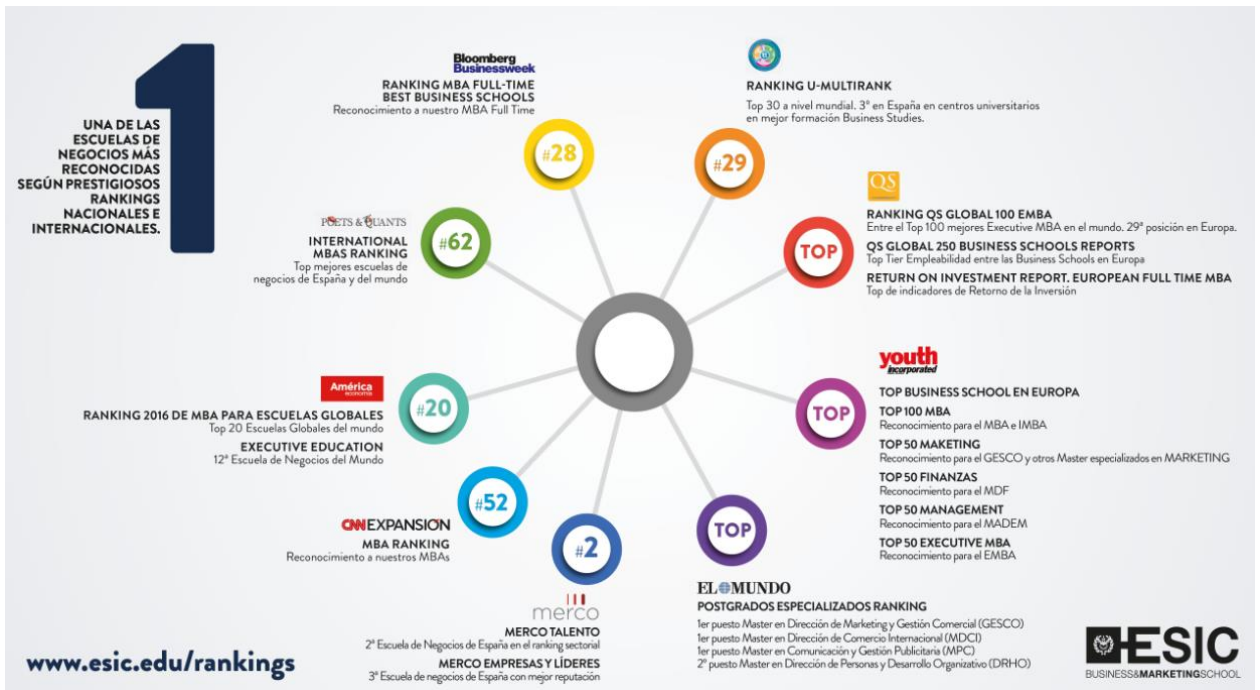 1
UNA DE LAS
ESCUELAS DE
NEGOCIOS MÁS
RECONOCIDAS
SEGÚN PRESTIGIOSOS
RANKINGS
NACIONALES E
INTERNACIONALES.
Bloomberg
Businessweek
RANKING MBA FULL-TIME
BEST BUSINESS SCHOOLS
Reconocimiento a nuestro MBA Full Time
#28
RANKING U-MULTIRANK
Top 30 a nivel mundial. 3ª en España en centros universitarios
en mejor formación Business Studies.
#29
POETS & QUANTS
INTERNATIONAL
MBAS RANKING
Top mejores escuelas de
negocios de España y del mundo
#62
QS
RANKING QS GLOBAL 100 EMBA
Entre el Top 100 mejores Executive MBA en el mundo. 29ª posición en Europa.
QS GLOBAL 250 BUSINESS SCHOOLS REPORTS
Top Tier Empleabilidad entre las Business Schools en Europa
RETURN ON INVESTMENT REPORT. EUROPEAN FULL TIME MBA
Top de indicadores de Retorno de la Inversión
TOP
América
economía
RANKING 2016 DE MBA PARA ESCUELAS GLOBALES
Top 20 Escuelas Globales del mundo
EXECUTIVE EDUCATION
12ª Escuela de Negocios del Mundo
#20
youth
incorporated
TOP BUSINESS SCHOOL EN EUROPA
TOP 100 MBA
Reconocimiento para el MBA e IMBA
TOP 50 MAKETING
Reconocimiento para el GESCO y otros Master especializados en MARKETING
TOP 50 FINANZAS
Reconocimiento para el MDF
TOP 50 MANAGEMENT
Reconocimiento para el MADEM
TOP 50 EXECUTIVE MBA
Reconocimiento para el EMBA
TOP
CNNEXPANSIÓN
MBA RANKING
Reconocimiento a nuestros MBAs
#52
#2
merco
MERCO TALENTO
2ª Escuela de Negocios de España en el ranking sectorial
MERCO EMPRESAS Y LÍDERES
3ª Escuela de negocios de España con mejor reputación
TOP
EL MUNDO
POSTGRADOS ESPECIALIZADOS RANKING
1er puesto Master en Dirección de Marketing y Gestión Comercial (GESCO)
1er puesto Master en Dirección de Comercio Internacional (MDCI)
1er puesto Master en Comunicación y Gestión Publicitaria (MPC)
2º puesto Master en Dirección de Personas y Desarrollo Organizativo (DRHO)
www.esic.edu/rankings
ESIC
BUSINESS&MARKETINGSCHOOL